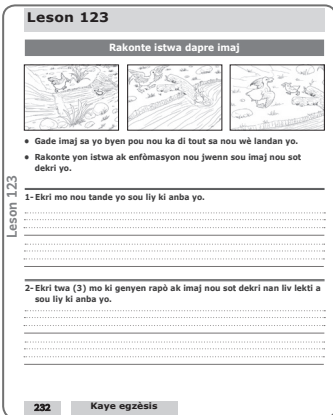 Leson 123
Rakonte istwa dapre imaj
• Gade imaj sa yo byen pou nou ka di tout sa nou wè landan yo.
• Rakonte yon istwa ak enfòmasyon nou jwenn sou imaj nou sot
dekri yo.
Leson 123
1- Ekri mo nou tande yo sou liy ki anba yo.
2- Ekri twa (3) mo ki genyen rapò ak imaj nou sot dekri nan liv lekti a
sou liy ki anba yo.
232
Kaye egzèsis